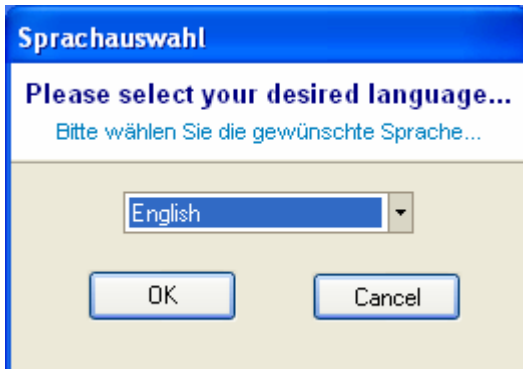 Sprachauswahl
Please select your desired language...
Bitte wählen Sie die gewünschte Sprache...
English
OK Cancel